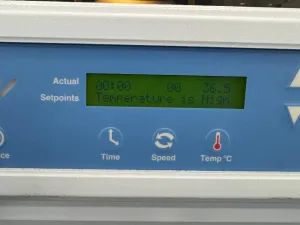 Actual
00:00 00 36.5
Setpoints
Temperature is High
Time
Speed
Temp °C